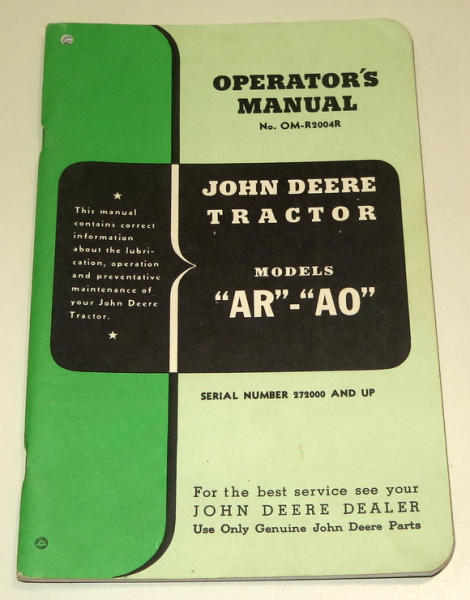 OPERATOR'S
MANUAL
No. OM-R2004R
JOHN DEERE
TRACTOR
MODELS
"AR"-"AO"
★
This manual
contains correct
information
about the lubri-
cation, operation
and preventative
maintenance of
your John Deere
Tractor.
★
SERIAL NUMBER 272000 AND UP
For the best service see your
JOHN DEERE DEALER
Use Only Genuine John Deere Parts